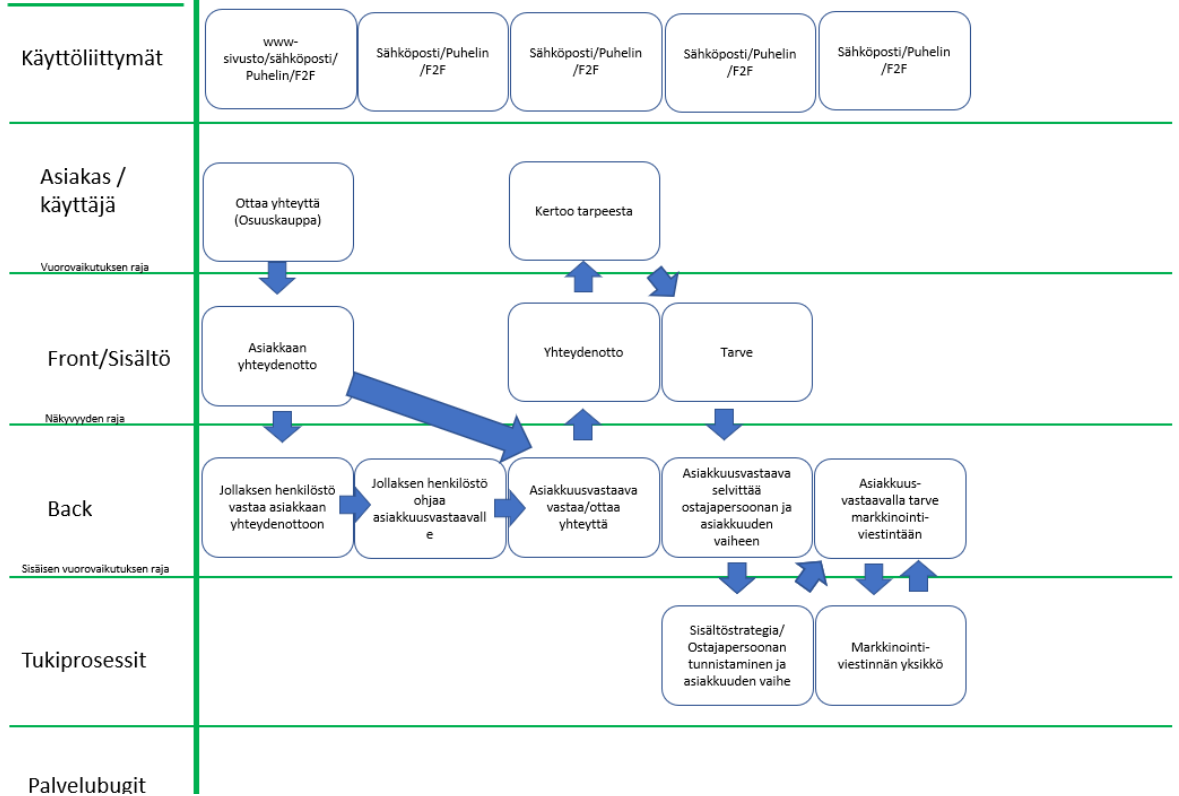 Käyttöliittymät
www-
sivusto/sähköposti/
Puhelin/F2F
Sähköposti/Puhelin
/F2F
Sähköposti/Puhelin
/F2F
Sähköposti/Puhelin
/F2F
Sähköposti/Puhelin
/F2F
Asiakas /
käyttäjä
Ottaa yhteyttä
(Osuuskauppa)
Kertoo tarpeesta
Vuorovaikutuksen raja
Front/Sisältö
Asiakkaan
yhteydenotto
Yhteydenotto
Tarve
Näkyvyyden raja
Back
Jollaksen henkilöstö
vastaa asiakkaan
yhteydenottoon
Jollaksen henkilöstö
ohjaa
asiakkuusvastaavall
e
Asiakkuusvastaava
vastaa/ottaa
yhteyttä
Asiakkuusvastaava
selvittää
ostajapersoonan ja
asiakkuuden
vaiheen
Asiakkuus-
vastaavalla tarve
markkinointi-
viestintään
Sisäisen vuorovaikutuksen raja
Tukiprosessit
Sisältöstrategia/
Ostajapersoonan
tunnistaminen ja
asiakkuuden vaihe
Markkinointi-
viestinnän yksikkö
Palvelubugit